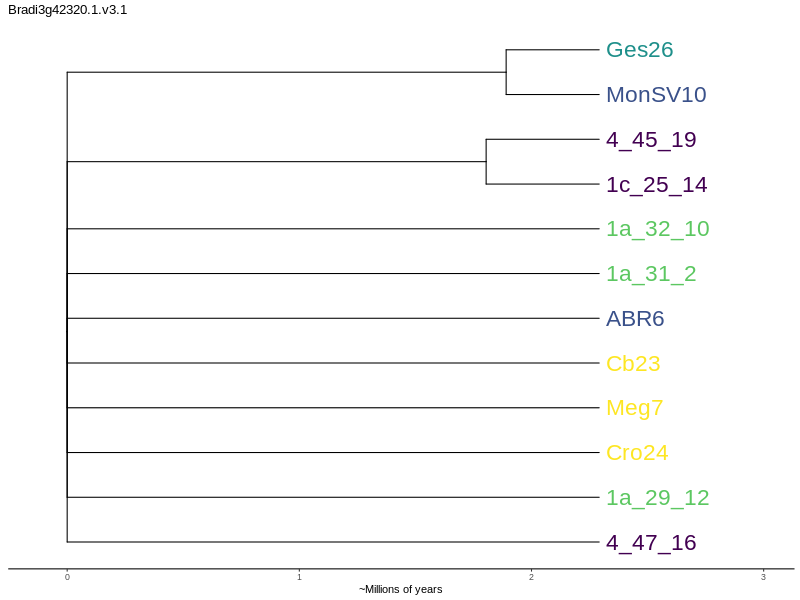 Bradi3g42320.1.v3.1
Ges26
MonSV10
4_45_19
1c_25_14
1a_32_10
1a_31_2
ABR6
Cb23
Meg7
Cro24
1a_29_12
4_47_16
0 1 2 3
~Millions of years